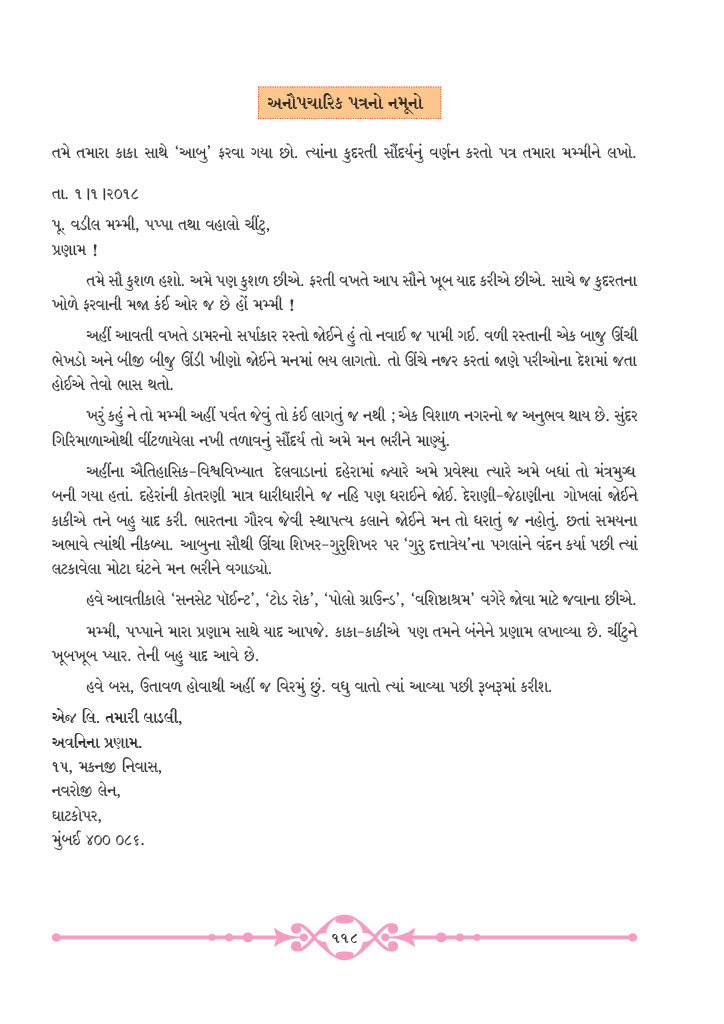 અનૌપચારિક પત્રનો નમૂનો
તમે તમારા કાકા સાથે ‘આબુ’ ફરવા ગયા છો. ત્યાંના કુદરતી સૌંદર્યનું વર્ણન કરતો પત્ર તમારા મમ્મીને લખો.
તા. ૧।૧।૨૦૧૮
પૂ. વડીલ મમ્મી, પપ્પા તથા વહાલો ચીંટુ,
પ્રણામ !
તમે સૌ કુશળ હશો. અમે પણ કુશળ છીએ. ફરતી વખતે આપ સૌને ખૂબ યાદ કરીએ છીએ. સાચે જ કુદરતના
ખોળે ફરવાની મજા કંઈ ઓર જ છે હોં મમ્મી !
અહીં આવતી વખતે ડામરનો સર્પાકાર રસ્તો જોઈને હું તો નવાઈ જ પામી ગઈ. વળી રસ્તાની એક બાજુ ઊંચી
ભેખડો અને બીજી બીજુ ઊંડી ખીણો જોઈને મનમાં ભય લાગતો. તો ઊંચે નજર કરતાં જાણે પરીઓના દેશમાં જતા
હોઈએ તેવો ભાસ થતો.
ખરું કહું ને તો મમ્મી અહીં પર્વત જેવું તો કંઈ લાગતું જ નથી ; એક વિશાળ નગરનો જ અનુભવ થાય છે. સુંદર
ગિરિમાળાઓથી વીંટળાયેલા નખી તળાવનું સૌંદર્ય તો અમે મન ભરીને માણ્યું.
અહીંના ઐતિહાસિક-વિશ્વવિખ્યાત દેલવાડાનાં દહેરામાં જ્યારે અમે પ્રવેશ્યા ત્યારે અમે બધાં તો મંત્રમુગ્ધ
બની ગયા હતાં. દહેરાંની કોતરણી માત્ર ધારીધારીને જ નહિ પણ ધરાઈને જોઈ. દેરાણી-જેઠાણીના ગોખલાં જોઈને
કાકીએ તને બહુ યાદ કરી. ભારતના ગૌરવ જેવી સ્થાપત્ય કલાને જોઈને મન તો ધરાતું જ નહોતું. છતાં સમયના
અભાવે ત્યાંથી નીકળ્યા. આબુના સૌથી ઊંચા શિખર-ગુરુશિખર પર ‘ગુરુ દત્તાત્રેય’ના પગલાંને વંદન કર્યા પછી ત્યાં
લટકાવેલા મોટા ઘંટને મન ભરીને વગાડ્યો.
હવે આવતીકાલે ‘સનસેટ પૉઈન્ટ’, ‘ટોડ રોક’, ‘પોલો ગ્રાઉન્ડ’, ‘વશિષ્ઠાશ્રમ’ વગેરે જોવા માટે જવાના છીએ.
મમ્મી, પપ્પાને મારા પ્રણામ સાથે યાદ આપજે. કાકા-કાકીએ પણ તમને બંનેને પ્રણામ લખાવ્યા છે. ચીંટુને
ખૂબખૂબ પ્યાર. તેની બહુ યાદ આવે છે.
હવે બસ, ઉતાવળ હોવાથી અહીં જ વિરમું છું. વધુ વાતો ત્યાં આવ્યા પછી રૂબરૂમાં કરીશ.
એજ લિ. તમારી લાડલી,
અવનિના પ્રણામ.
૧૫, મકનજી નિવાસ,
નવરોજી લેન,
ઘાટકોપર,
મુંબઈ ૪૦૦ ૦૮૬.
૧૧૮